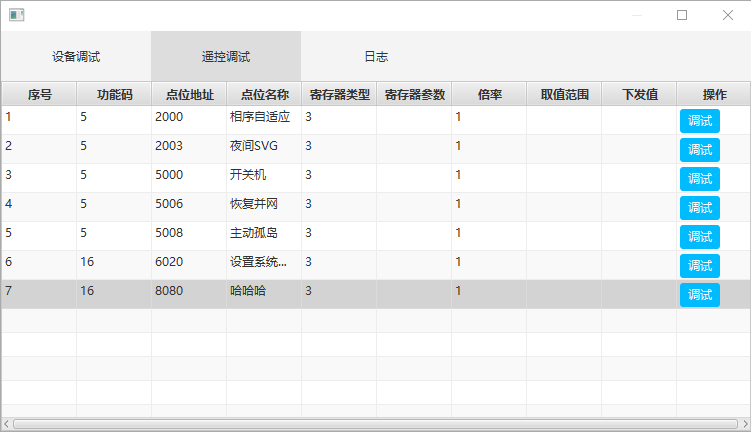 设备调试 遥控调试 日志
序号 功能码 点位地址 点位名称 寄存器类型 寄存器参数 倍率 取值范围 下发值 操作
1 5 2000 相序自适应 3 1 调试
2 5 2003 夜间SVG 3 1 调试
3 5 5000 开关机 3 1 调试
4 5 5006 恢复并网 3 1 调试
5 5 5008 主动孤岛 3 1 调试
6 16 6020 设置系统... 3 1 调试
7 16 8080 哈哈哈 3 1 调试